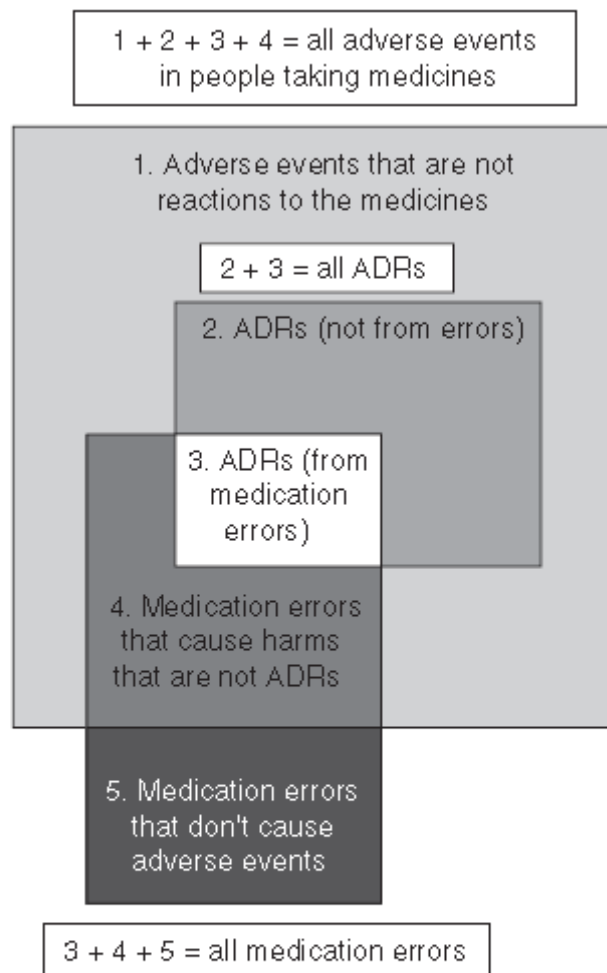 1 + 2 + 3 + 4 = all adverse events
in people taking medicines
1. Adverse events that are not
reactions to the medicines
2 + 3 = all ADRs
2. ADRs (not from errors)
3. ADRs (from
medication
errors)
4. Medication errors
that cause harms
that are not ADRs
5. Medication errors
that don't cause
adverse events
3 + 4 + 5 = all medication errors